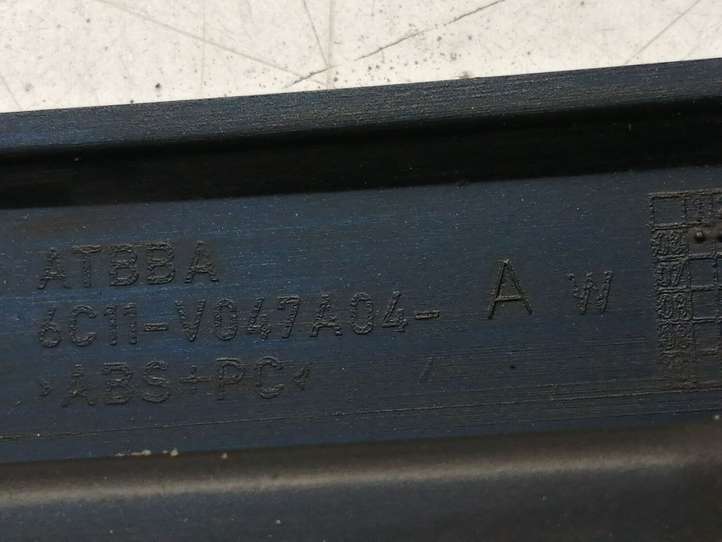 ATBBA
6C11-V047A04- A W
>ABS+PC<